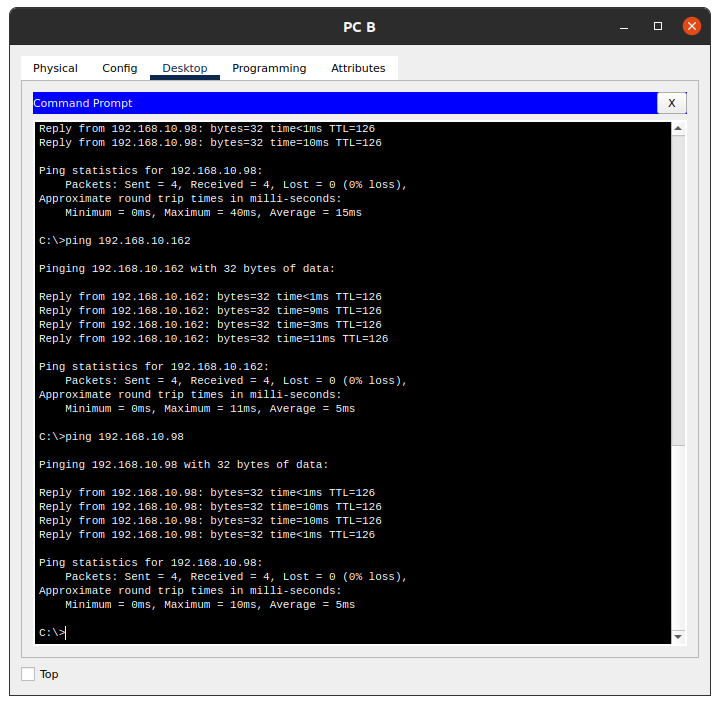 PC B
Physical Config Desktop Programming Attributes
Command Prompt X
Reply from 192.168.10.98: bytes=32 time<1ms TTL=126
Reply from 192.168.10.98: bytes=32 time=10ms TTL=126
Ping statistics for 192.168.10.98:
    Packets: Sent = 4, Received = 4, Lost = 0 (0% loss),
Approximate round trip times in milli-seconds:
    Minimum = 0ms, Maximum = 40ms, Average = 15ms
C:\>ping 192.168.10.162
Pinging 192.168.10.162 with 32 bytes of data:
Reply from 192.168.10.162: bytes=32 time<1ms TTL=126
Reply from 192.168.10.162: bytes=32 time=9ms TTL=126
Reply from 192.168.10.162: bytes=32 time=3ms TTL=126
Reply from 192.168.10.162: bytes=32 time=11ms TTL=126
Ping statistics for 192.168.10.162:
    Packets: Sent = 4, Received = 4, Lost = 0 (0% loss),
Approximate round trip times in milli-seconds:
    Minimum = 0ms, Maximum = 11ms, Average = 5ms
C:\>ping 192.168.10.98
Pinging 192.168.10.98 with 32 bytes of data:
Reply from 192.168.10.98: bytes=32 time<1ms TTL=126
Reply from 192.168.10.98: bytes=32 time=10ms TTL=126
Reply from 192.168.10.98: bytes=32 time=10ms TTL=126
Reply from 192.168.10.98: bytes=32 time<1ms TTL=126
Ping statistics for 192.168.10.98:
    Packets: Sent = 4, Received = 4, Lost = 0 (0% loss),
Approximate round trip times in milli-seconds:
    Minimum = 0ms, Maximum = 10ms, Average = 5ms
C:\>
Top